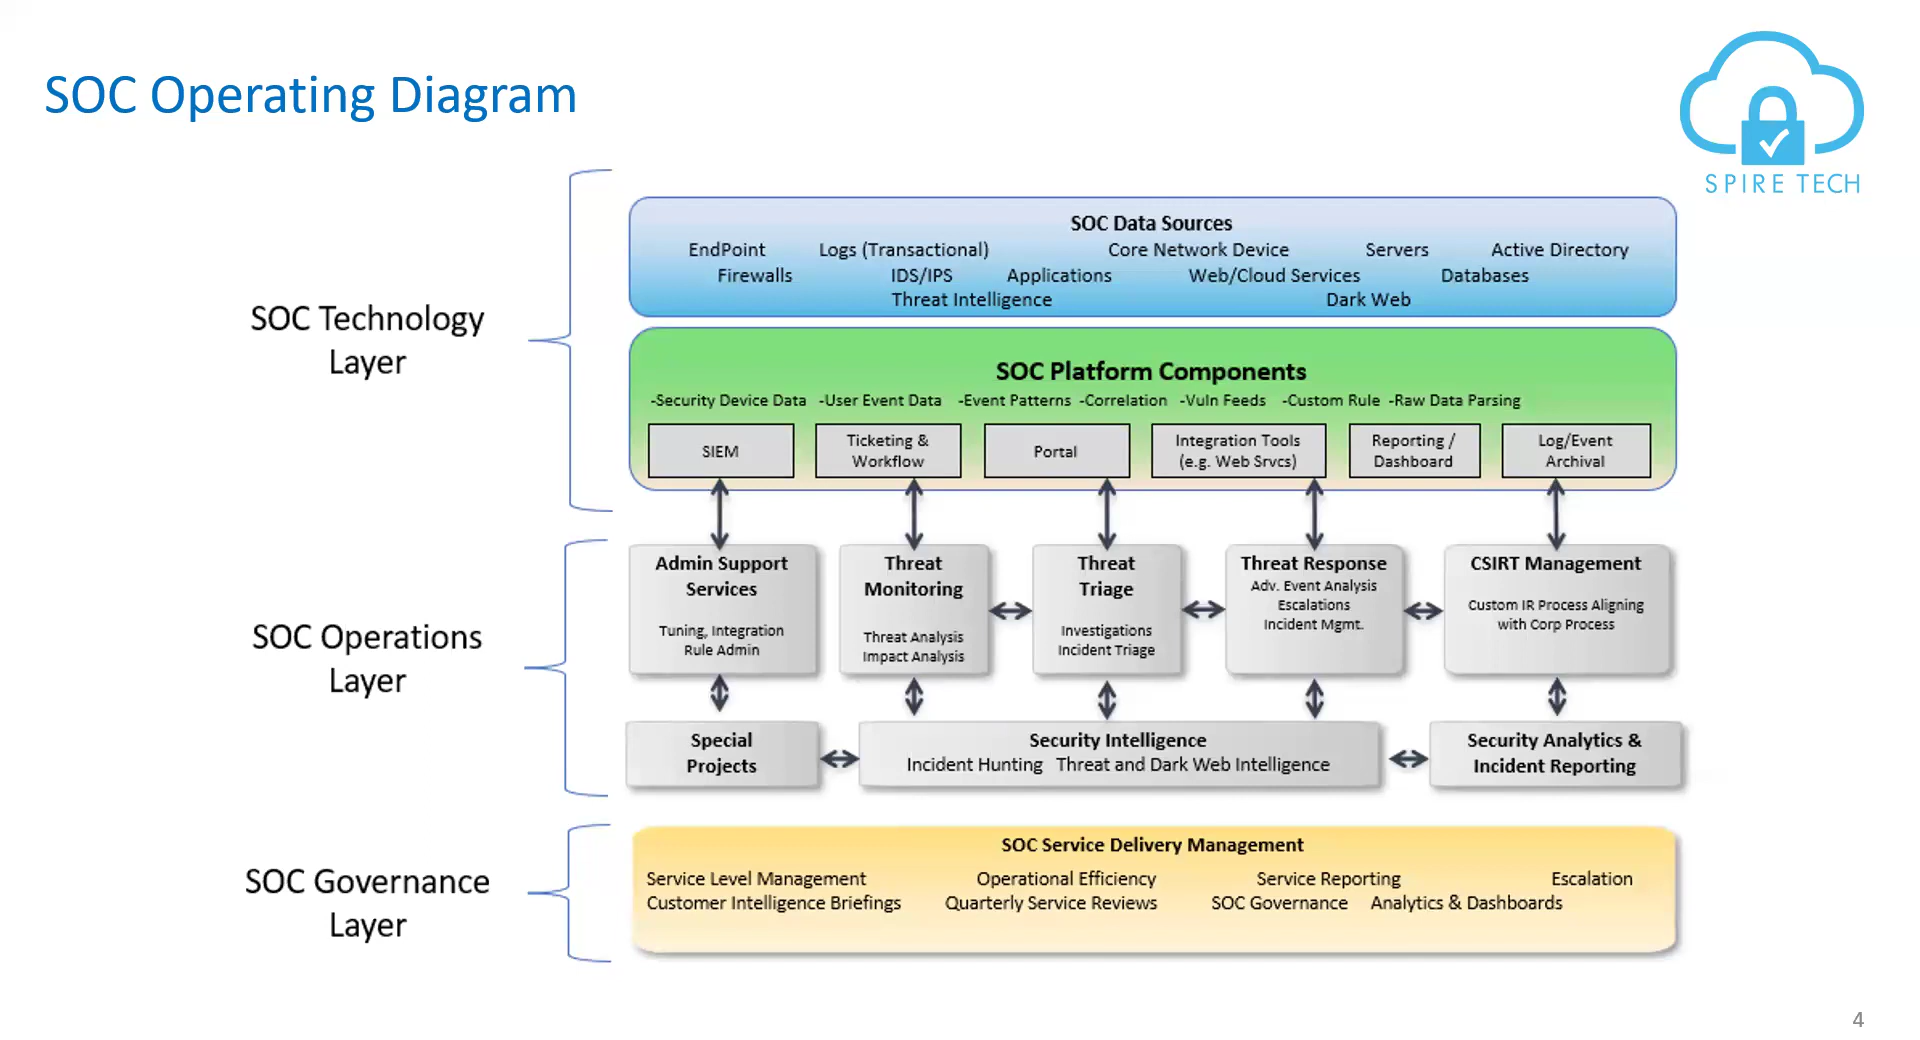 SOC Operating Diagram
SPIRE TECH
SOC Technology
Layer
SOC Data Sources
EndPoint Logs (Transactional) Core Network Device Servers Active Directory
Firewalls IDS/IPS Applications Web/Cloud Services Databases
Threat Intelligence Dark Web
SOC Platform Components
-Security Device Data -User Event Data -Event Patterns -Correlation -Vuln Feeds -Custom Rule -Raw Data Parsing
SIEM
Ticketing &
Workflow
Portal
Integration Tools
(e.g. Web Srvcs)
Reporting /
Dashboard
Log/Event
Archival
SOC Operations
Layer
Admin Support
Services
Tuning, Integration
Rule Admin
Threat
Monitoring
Threat Analysis
Impact Analysis
Threat
Triage
Investigations
Incident Triage
Threat Response
Adv. Event Analysis
Escalations
Incident Mgmt.
CSIRT Management
Custom IR Process Aligning
with Corp Process
Special
Projects
Security Intelligence
Incident Hunting Threat and Dark Web Intelligence
Security Analytics &
Incident Reporting
SOC Governance
Layer
SOC Service Delivery Management
Service Level Management Operational Efficiency Service Reporting Escalation
Customer Intelligence Briefings Quarterly Service Reviews SOC Governance Analytics & Dashboards
4